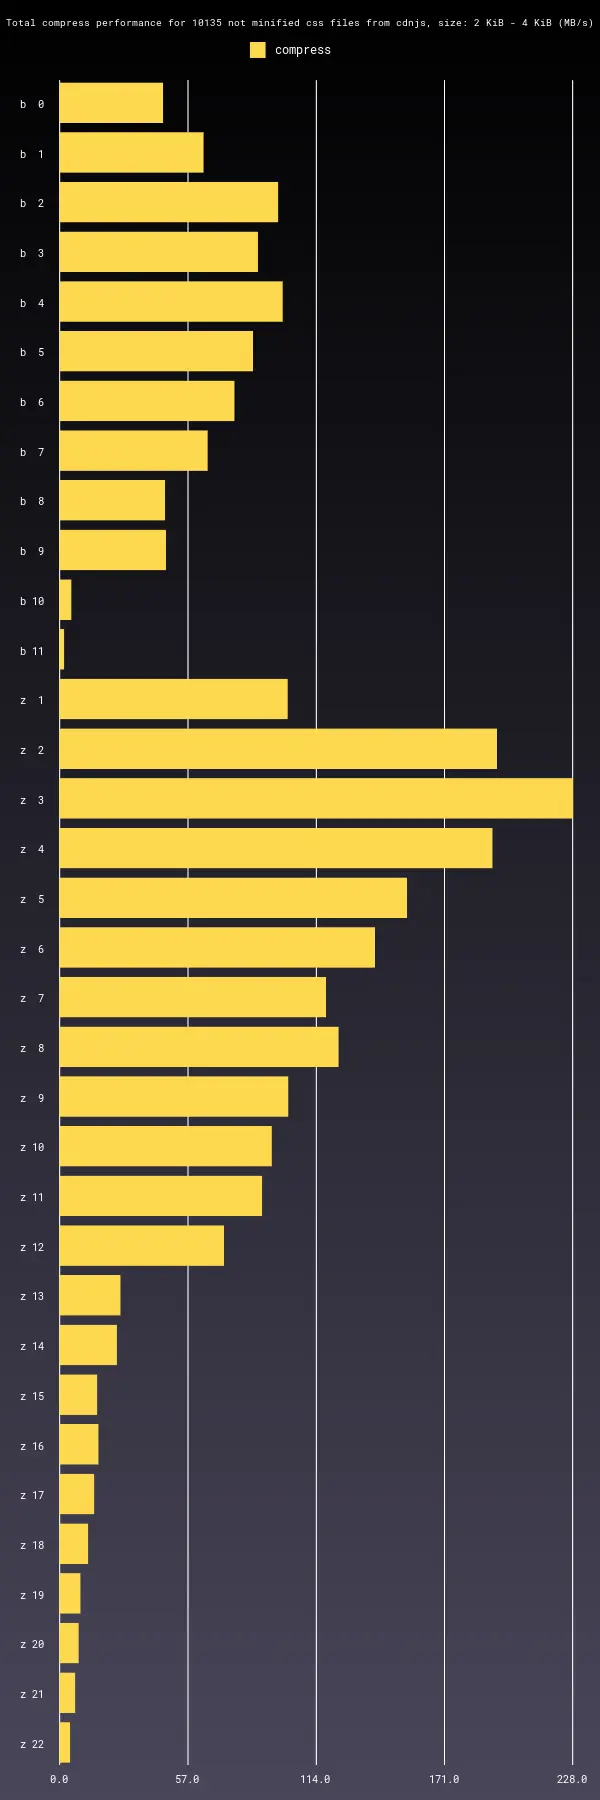 Total compress performance for 10135 not minified css files from cdnjs, size: 2 KiB - 4 KiB (MB/s)
compress
b 0
b 1
b 2
b 3
b 4
b 5
b 6
b 7
b 8
b 9
b 10
b 11
z 1
z 2
z 3
z 4
z 5
z 6
z 7
z 8
z 9
z 10
z 11
z 12
z 13
z 14
z 15
z 16
z 17
z 18
z 19
z 20
z 21
z 22
0.0 57.0 114.0 171.0 228.0